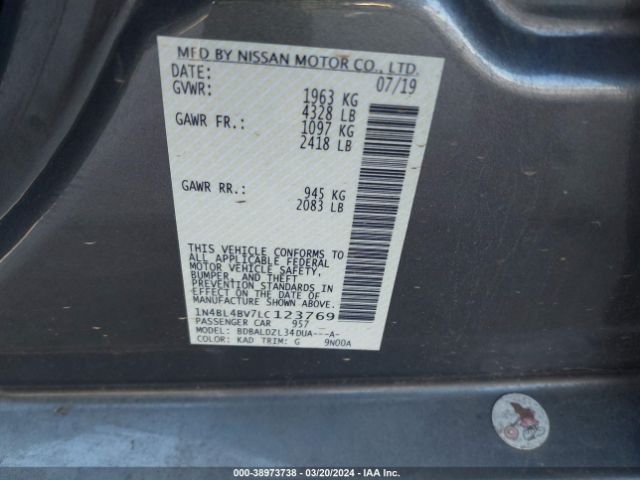 MFD BY NISSAN MOTOR CO., LTD.
DATE: 07/19
GVWR: 1963 KG
4328 LB
GAWR FR.: 1097 KG
2418 LB
GAWR RR.: 945 KG
2083 LB
THIS VEHICLE CONFORMS TO
ALL APPLICABLE FEDERAL
MOTOR VEHICLE SAFETY,
BUMPER, AND THEFT
PREVENTION STANDARDS IN
EFFECT ON THE DATE OF
MANUFACTURE SHOWN ABOVE.
1N4BL4BV7LC123769
PASSENGER CAR 957
MODEL: BDBALDZL34DUA---A-
COLOR: KAD TRIM: G 9N00A
000-38973738 - 03/20/2024 - IAA Inc.